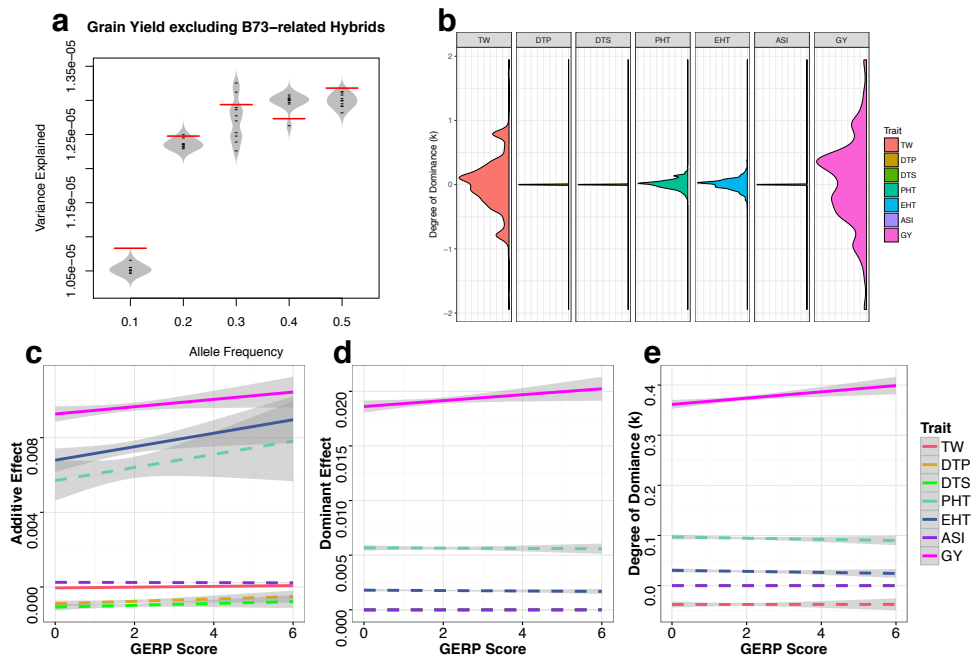 a
Grain Yield excluding B73−related Hybrids
Variance Explained
1.05e−05
1.15e−05
1.25e−05
1.35e−05
0.1 0.2 0.3 0.4 0.5
Allele Frequency
b
TW DTP DTS PHT EHT ASI GY
Degree of Dominance (k)
2
1
0
−1
−2
Trait
TW
DTP
DTS
PHT
EHT
ASI
GY
c
Additive Effect
0.008
0.004
0.000
0 2 4 6
GERP Score
d
Dominant Effect
0.020
0.015
0.010
0.005
0.000
0 2 4 6
GERP Score
e
Degree of Domiance (k)
0.4
0.3
0.2
0.1
0.0
0 2 4 6
GERP Score
Trait
TW
DTP
DTS
PHT
EHT
ASI
GY